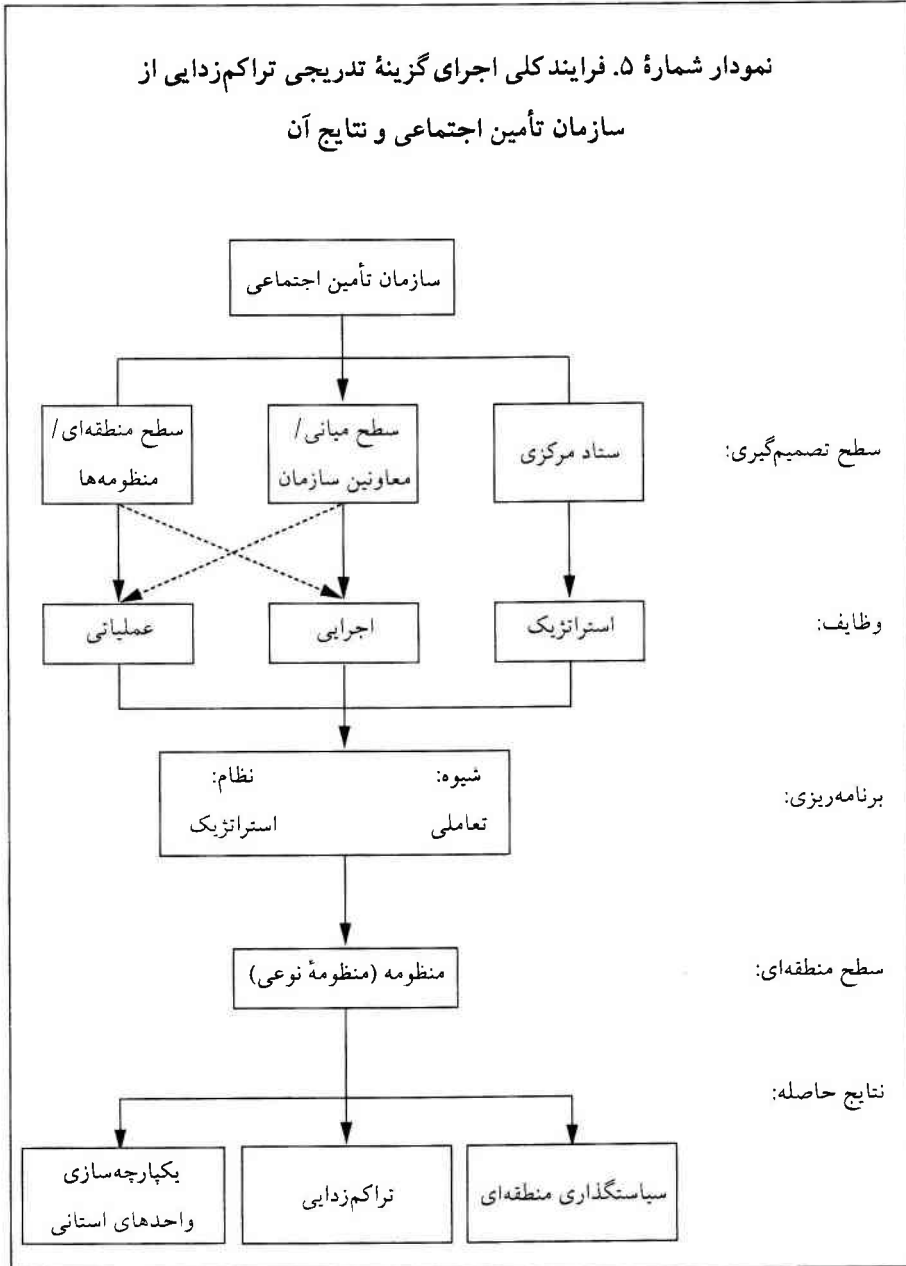 نمودار شمارهٔ ۵. فرایند کلی اجرای گزینهٔ تدریجی تراکم‌زدایی از
سازمان تأمین اجتماعی و نتایج آن
سازمان تأمین اجتماعی
سطح تصمیم‌گیری:
ستاد مرکزی
سطح میانی/
معاونین سازمان
سطح منطقه‌ای/
منظومه‌ها
وظایف:
استراتژیک
اجرایی
عملیاتی
برنامه‌ریزی:
شیوه:
نظام:
تعاملی
استراتژیک
سطح منطقه‌ای:
منظومه (منظومهٔ نوعی)
نتایج حاصله:
سیاستگذاری منطقه‌ای
تراکم‌زدایی
یکپارچه‌سازی
واحدهای استانی